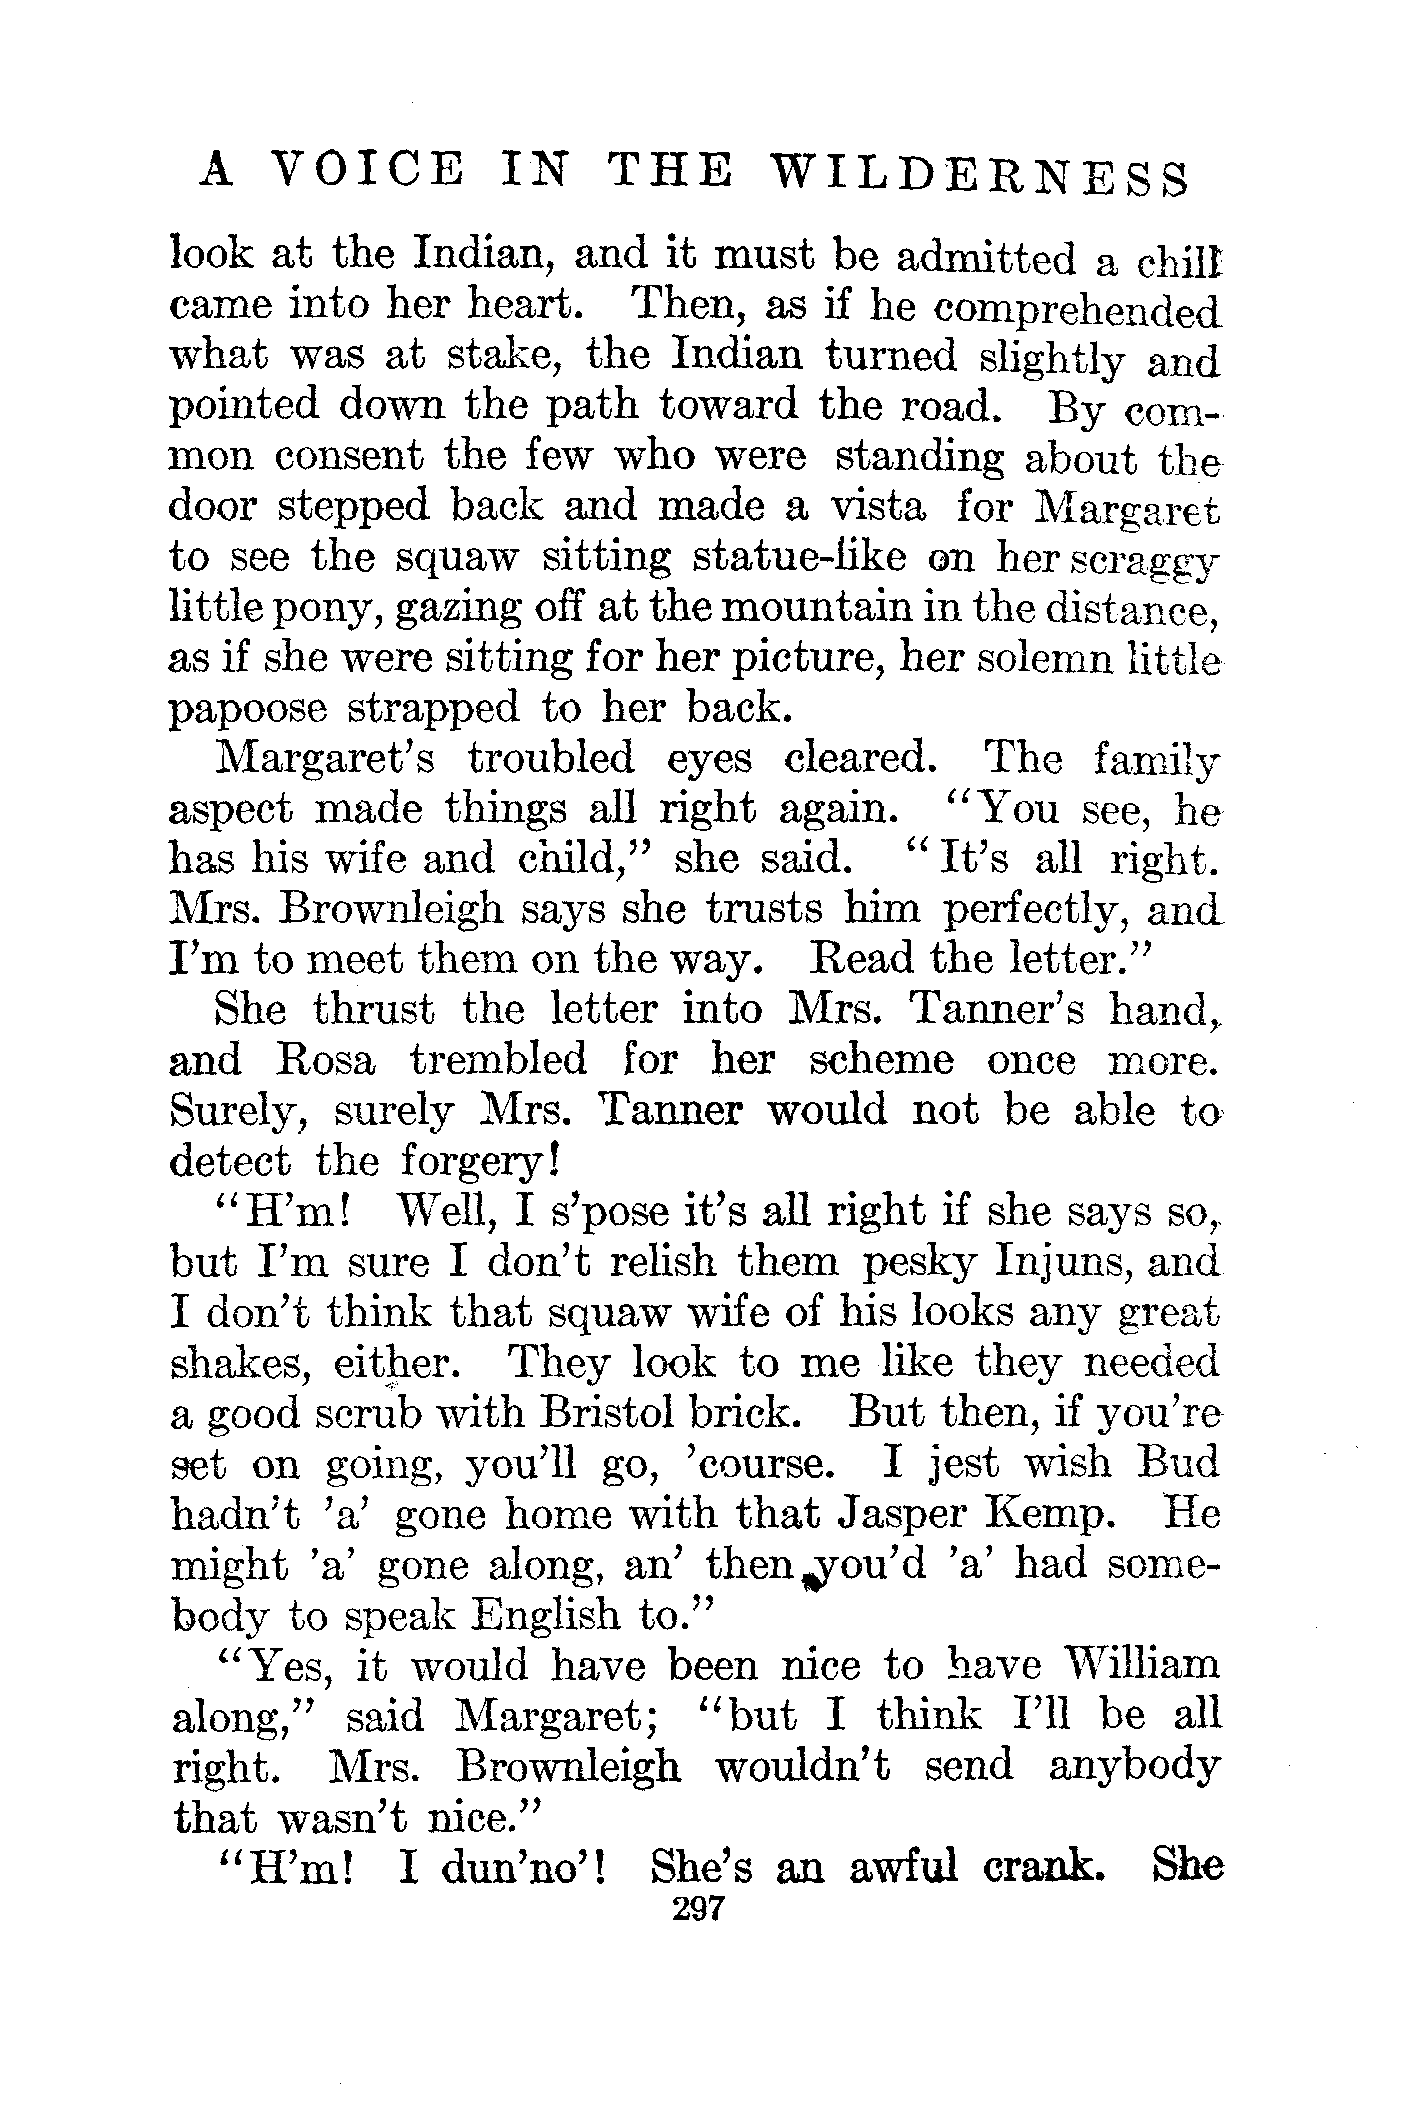 A VOICE IN THE WILDERNESS
look at the Indian, and it must be admitted a chill
came into her heart. Then, as if he comprehended
what was at stake, the Indian turned slightly and
pointed down the path toward the road. By com-
mon consent the few who were standing about the
door stepped back and made a vista for Margaret
to see the squaw sitting statue-like on her scraggy
little pony, gazing off at the mountain in the distance,
as if she were sitting for her picture, her solemn little
papoose strapped to her back.
Margaret's troubled eyes cleared. The family
aspect made things all right again. "You see, he
has his wife and child," she said. "It's all right.
Mrs. Brownleigh says she trusts him perfectly, and
I'm to meet them on the way. Read the letter."
She thrust the letter into Mrs. Tanner's hand,
and Rosa trembled for her scheme once more.
Surely, surely Mrs. Tanner would not be able to
detect the forgery!
"H'm! Well, I s'pose it's all right if she says so,
but I'm sure I don't relish them pesky Injuns, and
I don't think that squaw wife of his looks any great
shakes, either. They look to me like they needed
a good scrub with Bristol brick. But then, if you're
set on going, you'll go, 'course. I jest wish Bud
hadn't 'a' gone home with that Jasper Kemp. He
might 'a' gone along, an' then you'd 'a' had some-
body to speak English to."
"Yes, it would have been nice to have William
along," said Margaret; "but I think I'll be all
right. Mrs. Brownleigh wouldn't send anybody
that wasn't nice."
"H'm! I dun'no'! She's an awful crank. She
297